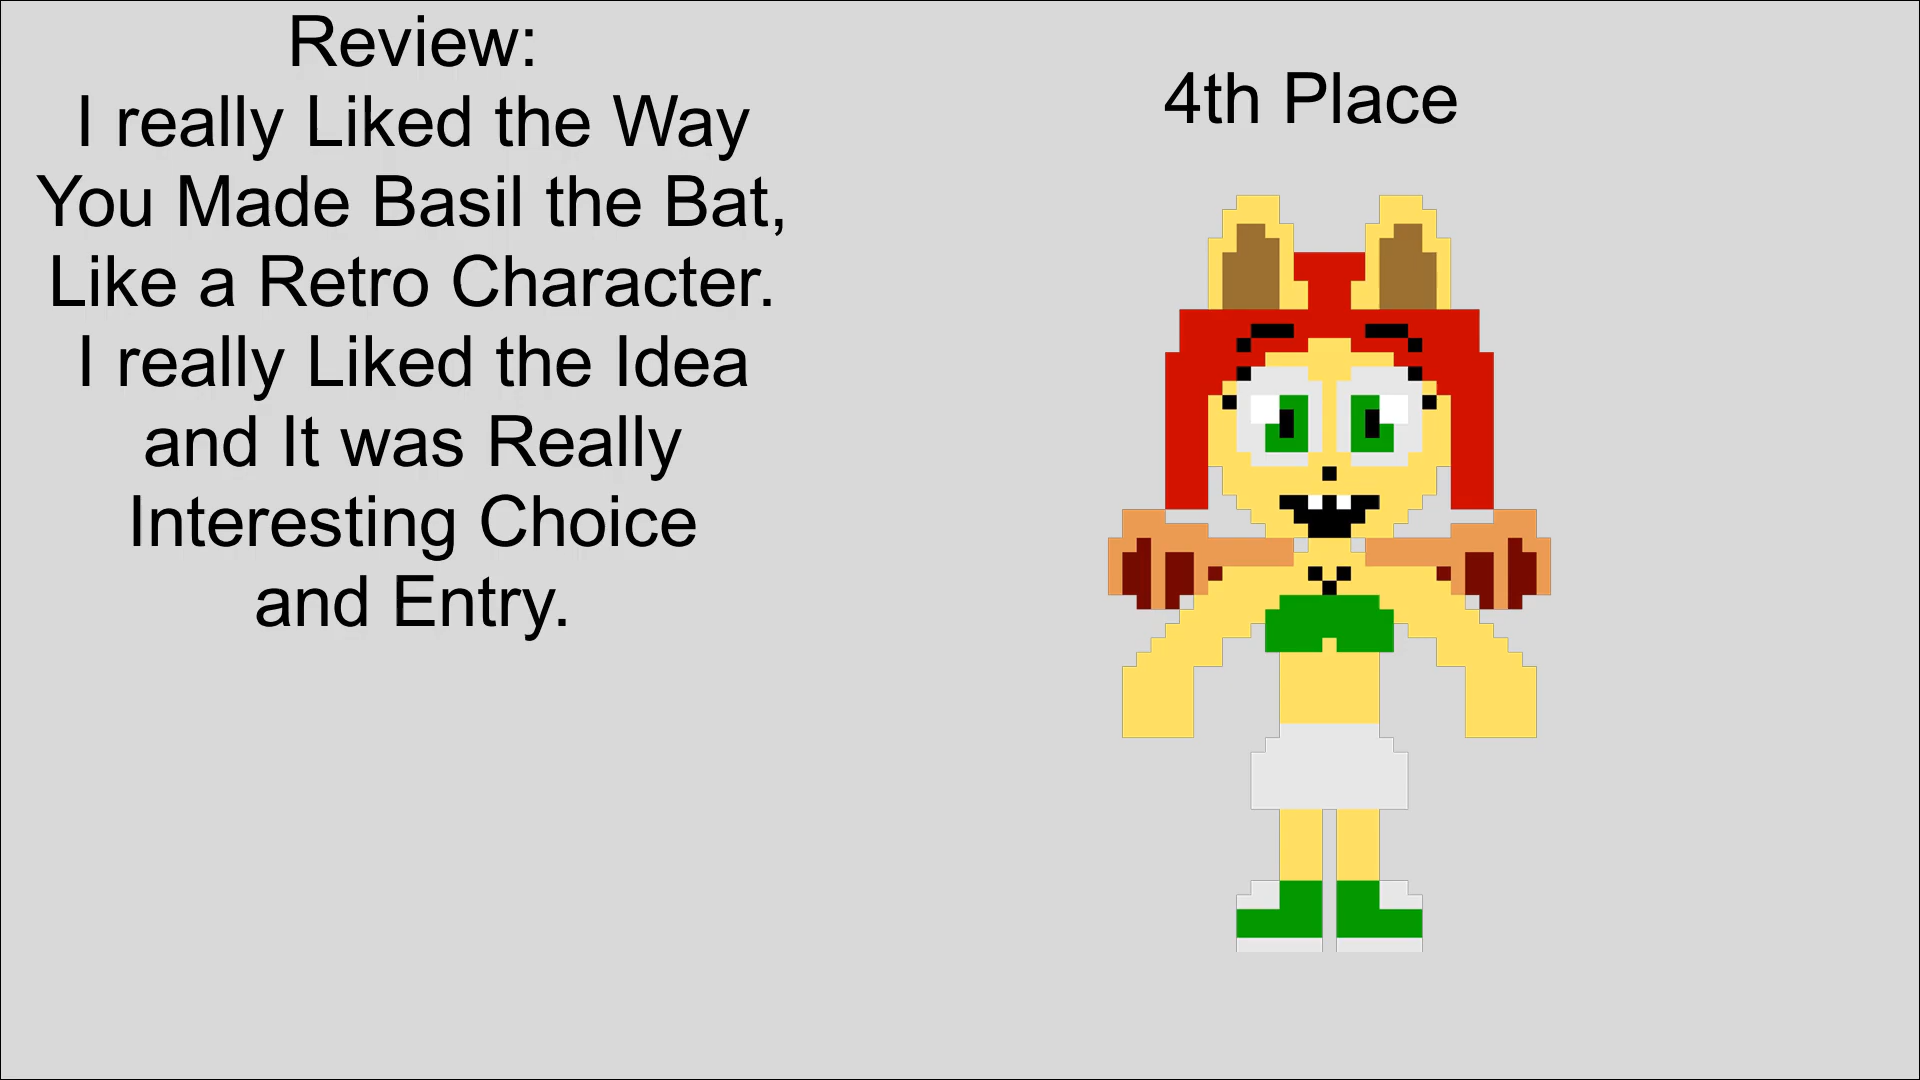 Review:
I really Liked the Way
You Made Basil the Bat,
Like a Retro Character.
I really Liked the Idea
and It was Really
Interesting Choice
and Entry.
4th Place